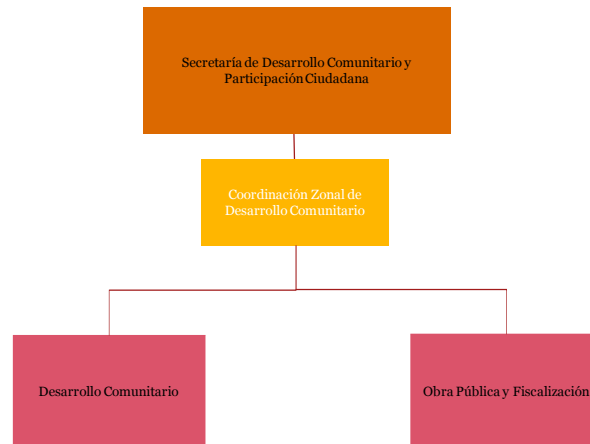 Secretaría de Desarrollo Comunitario y
Participación Ciudadana
Coordinación Zonal de
Desarrollo Comunitario
Desarrollo Comunitario
Obra Pública y Fiscalización